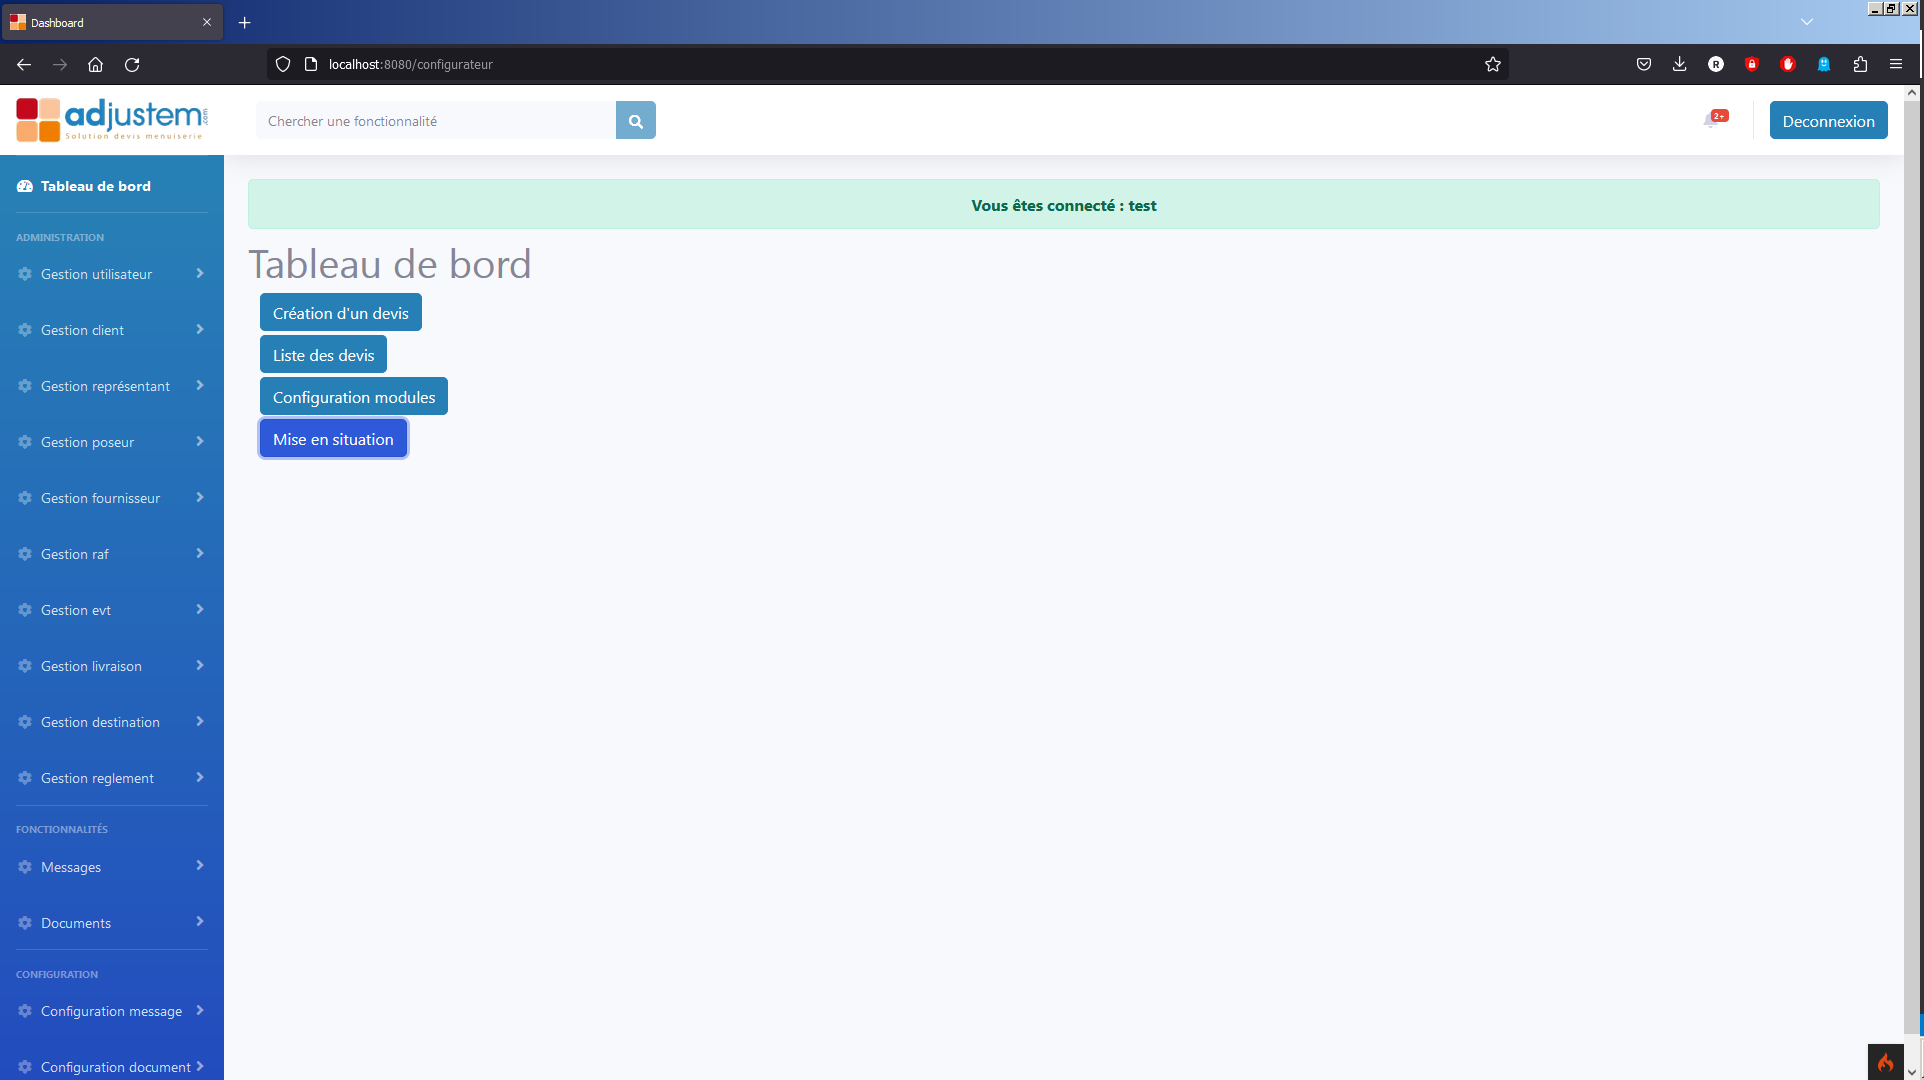 Dashboard
localhost:8080/configurateur
adjustem.com
Solution devis menuiserie
Chercher une fonctionnalité
2+
Deconnexion
Tableau de bord
ADMINISTRATION
Gestion utilisateur
Gestion client
Gestion représentant
Gestion poseur
Gestion fournisseur
Gestion raf
Gestion evt
Gestion livraison
Gestion destination
Gestion reglement
FONCTIONNALITÉS
Messages
Documents
CONFIGURATION
Configuration message
Configuration document
Vous êtes connecté : test
Tableau de bord
Création d'un devis
Liste des devis
Configuration modules
Mise en situation